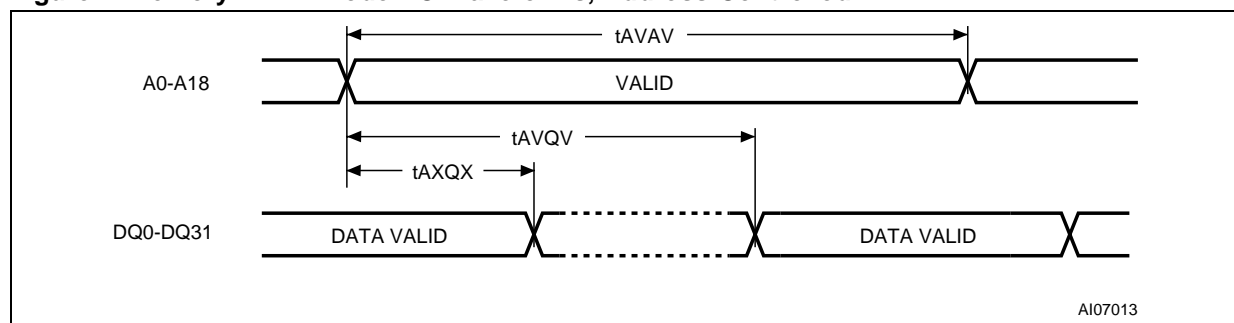 tAVAV
A0-A18
VALID
tAVQV
tAXQX
DQ0-DQ31
DATA VALID
DATA VALID
AI07013